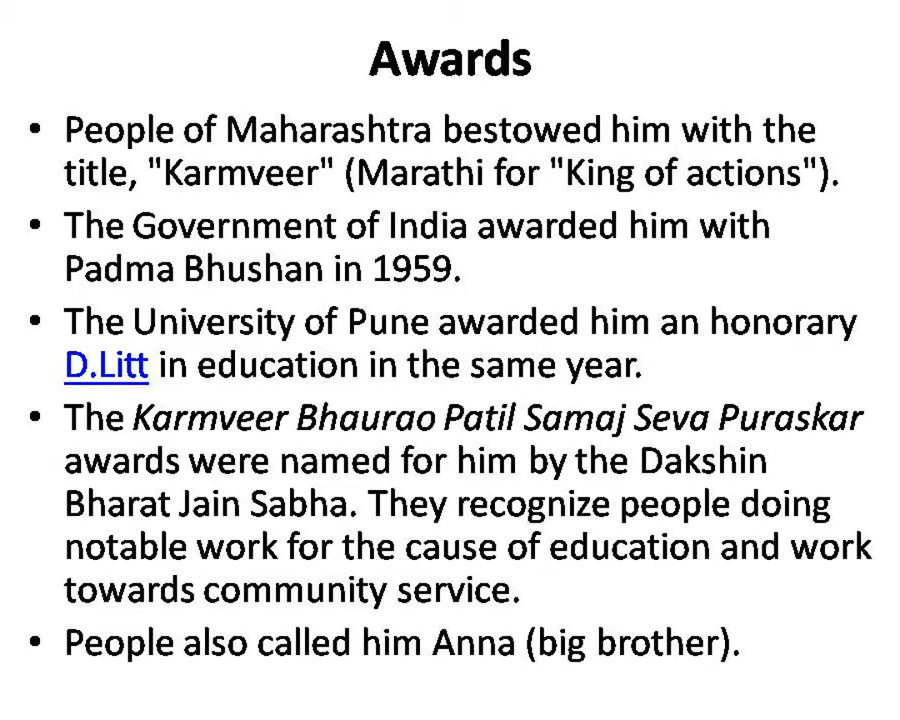 Awards
• People of Maharashtra bestowed him with the
title, "Karmveer" (Marathi for "King of actions").
• The Government of India awarded him with
Padma Bhushan in 1959.
• The University of Pune awarded him an honorary
D.Litt in education in the same year.
• The Karmveer Bhaurao Patil Samaj Seva Puraskar
awards were named for him by the Dakshin
Bharat Jain Sabha. They recognize people doing
notable work for the cause of education and work
towards community service.
• People also called him Anna (big brother).